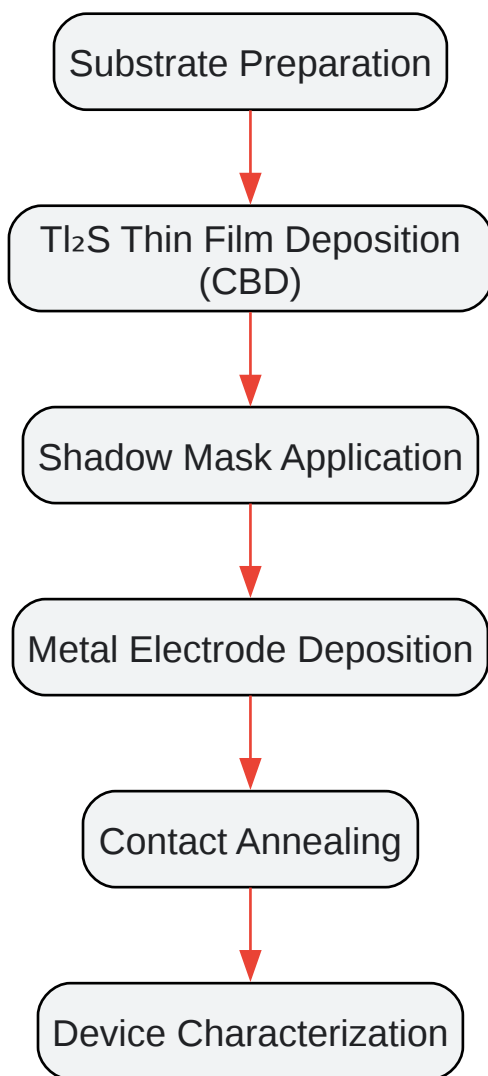 Substrate Preparation
Tl₂S Thin Film Deposition
(CBD)
Shadow Mask Application
Metal Electrode Deposition
Contact Annealing
Device Characterization